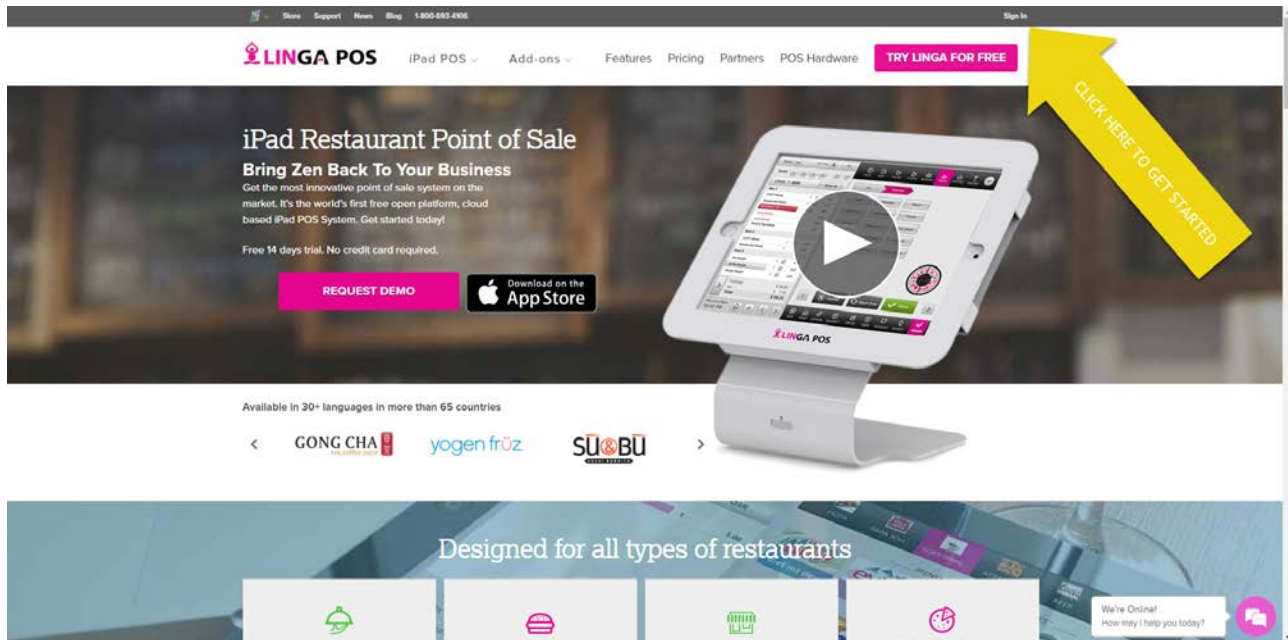 Store Support News Blog 1-800-693-4106 Sign In
LINGA POS iPad POS Add-ons Features Pricing Partners POS Hardware TRY LINGA FOR FREE
CLICK HERE TO GET STARTED
iPad Restaurant Point of Sale
Bring Zen Back To Your Business
Get the most innovative point of sale system on the
market. It's the world's first free open platform, cloud
based iPad POS System. Get started today!
Free 14 days trial. No credit card required.
REQUEST DEMO
Download on the
App Store
LINGA POS
Available in 30+ languages in more than 65 countries
GONG CHA yogen früz SŪ&BŪ
Designed for all types of restaurants
We're Online!
How may I help you today?